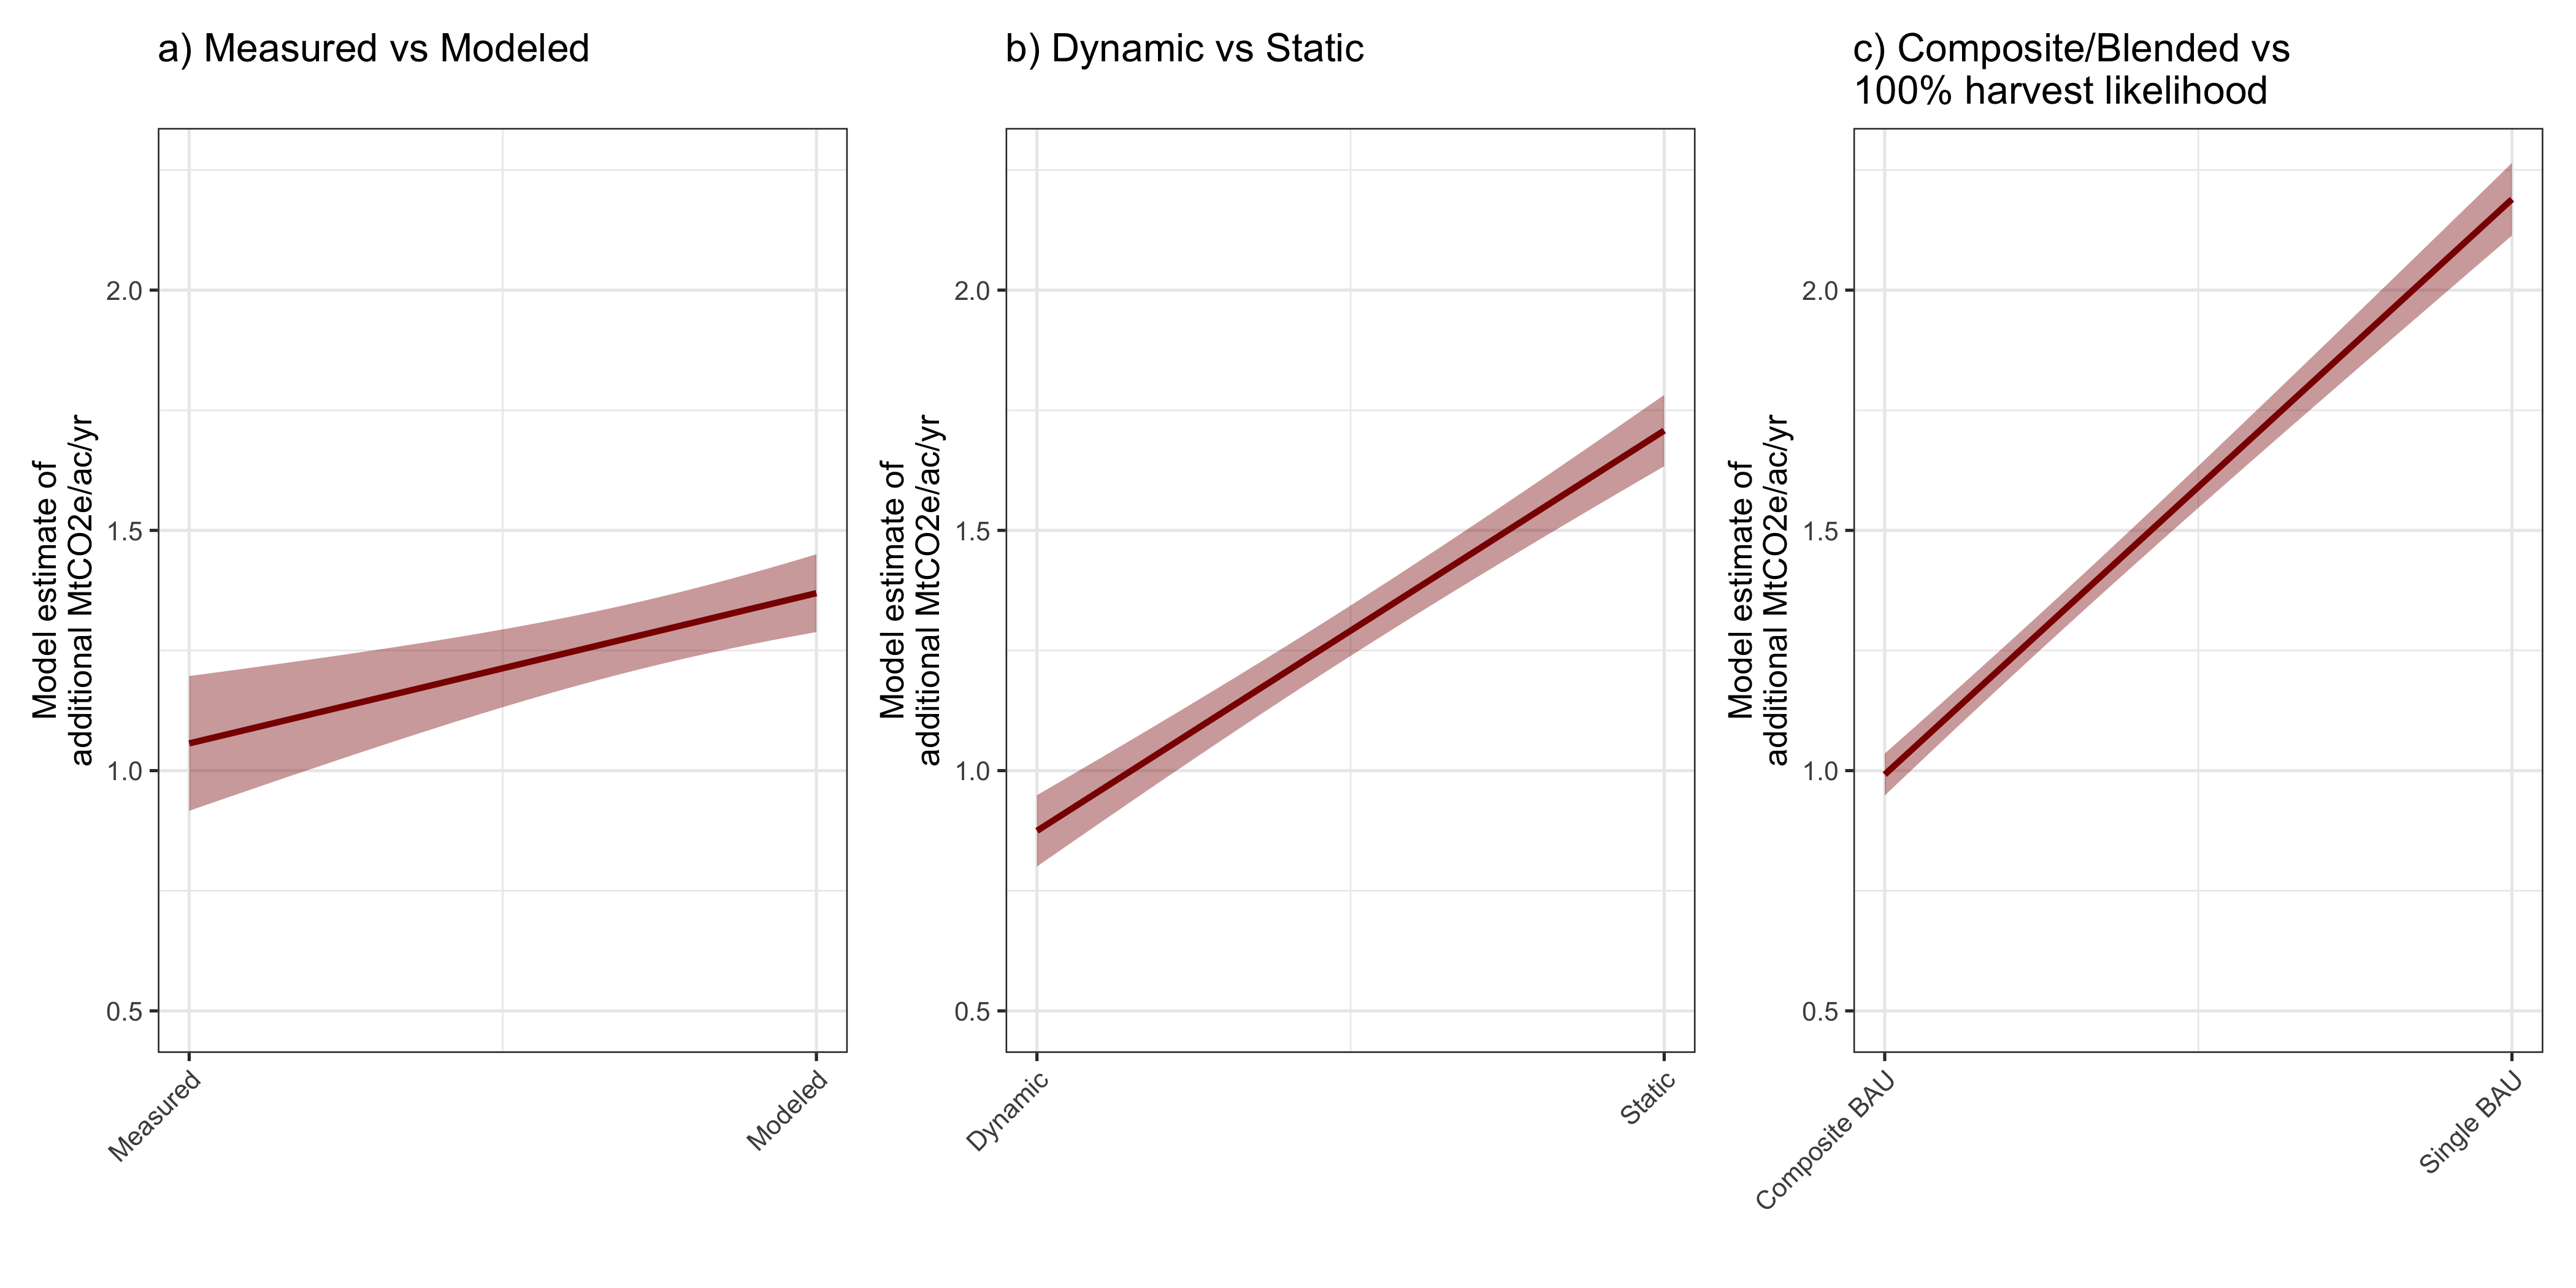 a) Measured vs Modeled
Model estimate of
additional MtCO2e/ac/yr
2.0
1.5
1.0
0.5
Measured
Modeled
b) Dynamic vs Static
Model estimate of
additional MtCO2e/ac/yr
2.0
1.5
1.0
0.5
Dynamic
Static
c) Composite/Blended vs
100% harvest likelihood
Model estimate of
additional MtCO2e/ac/yr
2.0
1.5
1.0
0.5
Composite BAU
Single BAU